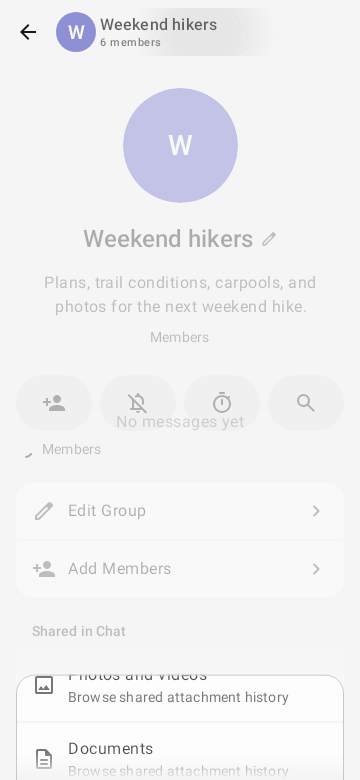 W
Weekend hikers
6 members
W
Weekend hikers
Plans, trail conditions, carpools, and
photos for the next weekend hike.
Members
No messages yet
Members
Edit Group
Add Members
Shared in Chat
Photos and videos
Browse shared attachment history
Documents
Browse shared attachment history